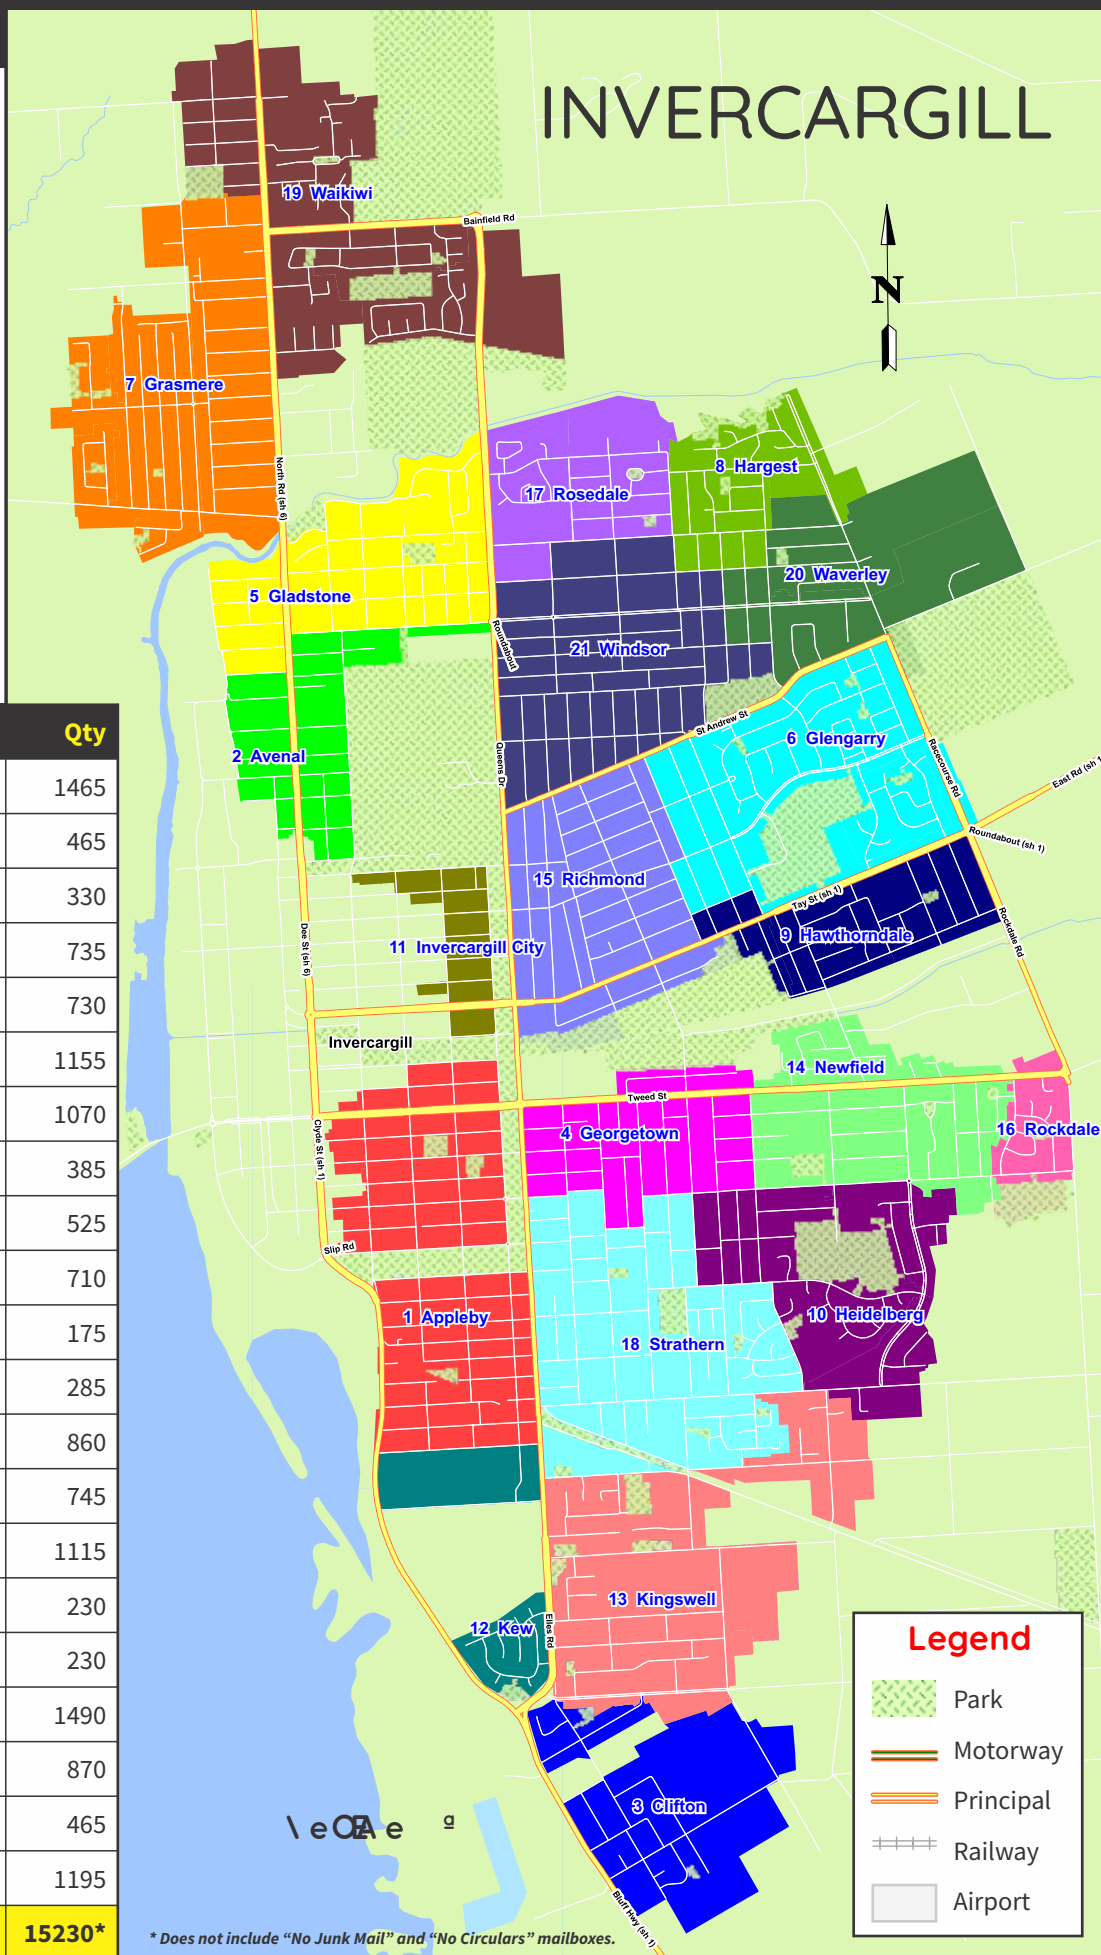 INVERCARGILL
N
19 Waikiwi
Bainfield Rd
7 Grasmere
North Rd (sh 6)
8 Hargest
17 Rosedale
20 Waverley
5 Gladstone
Roundabout
21 Windsor
St Andrew St
6 Glengarry
2 Avenal
Queens Dr
Racecourse Rd
East Rd (sh 1
Roundabout (sh 1)
15 Richmond
Tay St (sh 1)
9 Hawthorndale
Rockdale Rd
11 Invercargill City
Dee St (sh 6)
Invercargill
14 Newfield
Tweed St
4 Georgetown
16 Rockdale
Clyde St (sh 1)
Slip Rd
1 Appleby
10 Heidelberg
18 Strathern
13 Kingswell
12 Kew
Elles Rd
3 Clifton
Bluff Hwy (sh 1)
Qty
1465
465
330
735
730
1155
1070
385
525
710
175
285
860
745
1115
230
230
1490
870
465
1195
15230*
* Does not include “No Junk Mail” and “No Circulars” mailboxes.
Legend
Park
Motorway
Principal
Railway
Airport